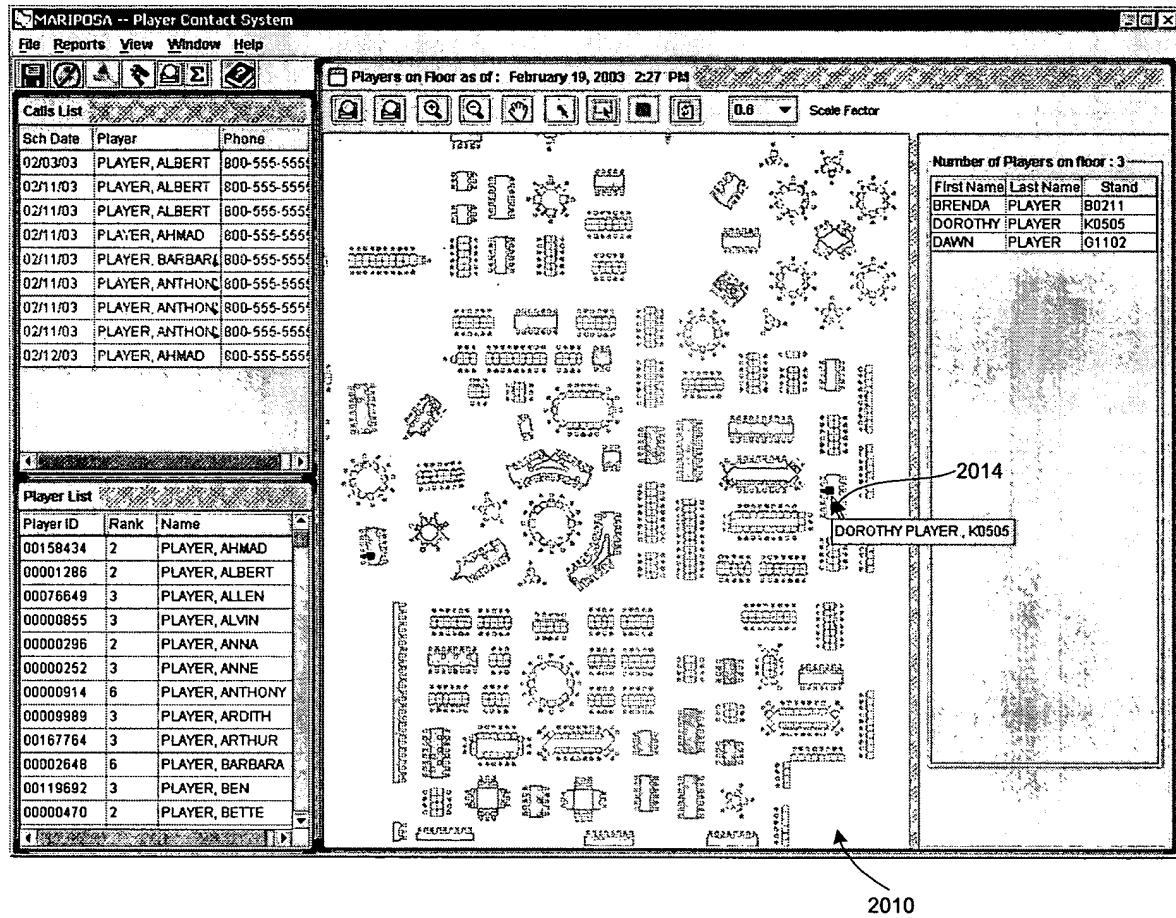 MARIPOSA -- Player Contact System
File Reports View Window Help
Calls List
Sch Date Player Phone
02/03/03 PLAYER, ALBERT 800-555-5555
02/11/03 PLAYER, ALBERT 800-555-5555
02/11/03 PLAYER, ALBERT 800-555-5555
02/11/03 PLAYER, AHMAD 800-555-5555
02/11/03 PLAYER, BARBARA 800-555-5555
02/11/03 PLAYER, ANTHON 800-555-5555
02/11/03 PLAYER, ANTHON 800-555-5555
02/11/03 PLAYER, ANTHON 800-555-5555
02/12/03 PLAYER, AHMAD 800-555-5555
Player List
Player ID Rank Name
00158434 2 PLAYER, AHMAD
00001286 2 PLAYER, ALBERT
00076649 3 PLAYER, ALLEN
00000855 3 PLAYER, ALVIN
00000296 2 PLAYER, ANNA
00000252 3 PLAYER, ANNE
00000914 6 PLAYER, ANTHONY
00009989 3 PLAYER, ARDITH
00167764 3 PLAYER, ARTHUR
00002648 6 PLAYER, BARBARA
00119692 3 PLAYER, BEN
00000470 2 PLAYER, BETTE
Players on Floor as of : February 19, 2003 2:27 PM
0.6 Scale Factor
Number of Players on floor : 3
First Name Last Name Stand
BRENDA PLAYER B0211
DOROTHY PLAYER K0505
DAWN PLAYER G1102
2014
DOROTHY PLAYER , K0505
2010